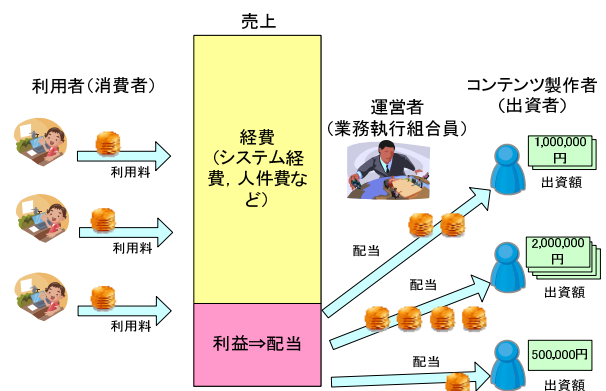 売上
利用者(消費者)
利用料
利用料
利用料
経費
(システム経
費，人件費な
ど)
利益⇒配当
運営者
(業務執行組合員)
配当
配当
配当
コンテンツ製作者
(出資者)
1,000,000
円
出資額
2,000,000
円
出資額
500,000円
出資額